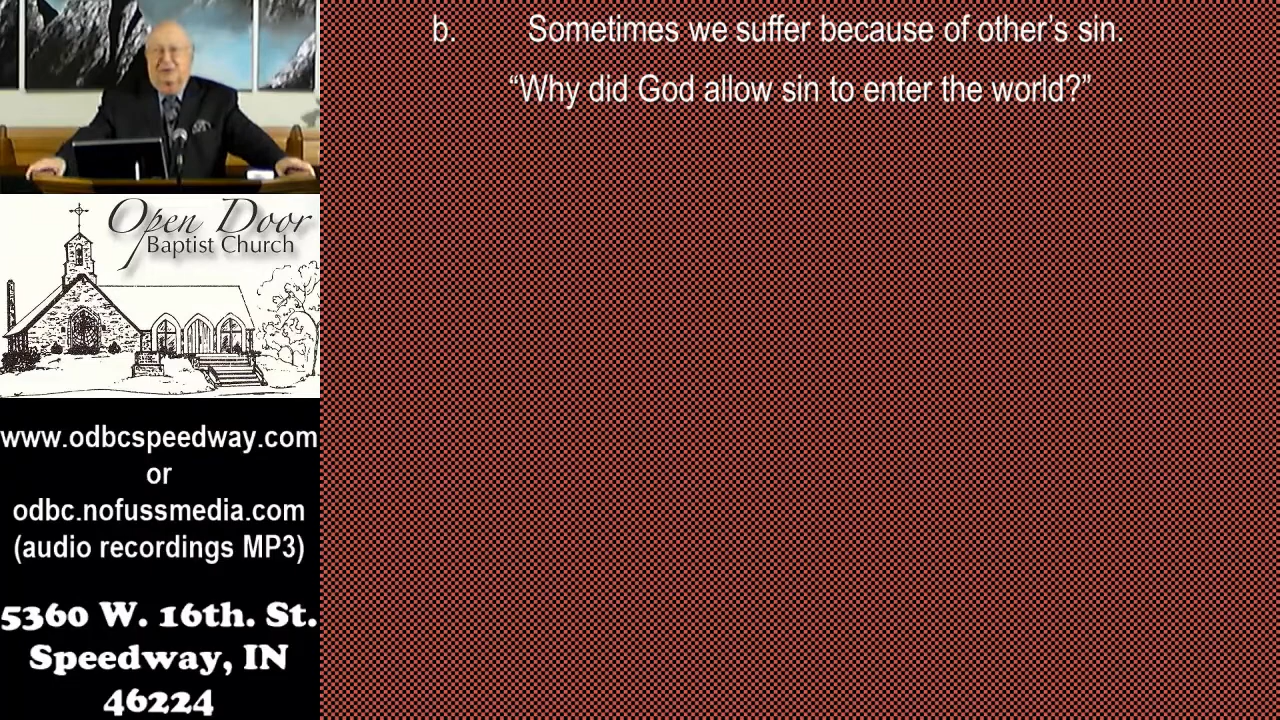 b. Sometimes we suffer because of other's sin.
“Why did God allow sin to enter the world?”
Open Door
Baptist Church
www.odbcspeedway.com
or
odbc.nofussmedia.com
(audio recordings MP3)
5360 W. 16th. St.
Speedway, IN
46224